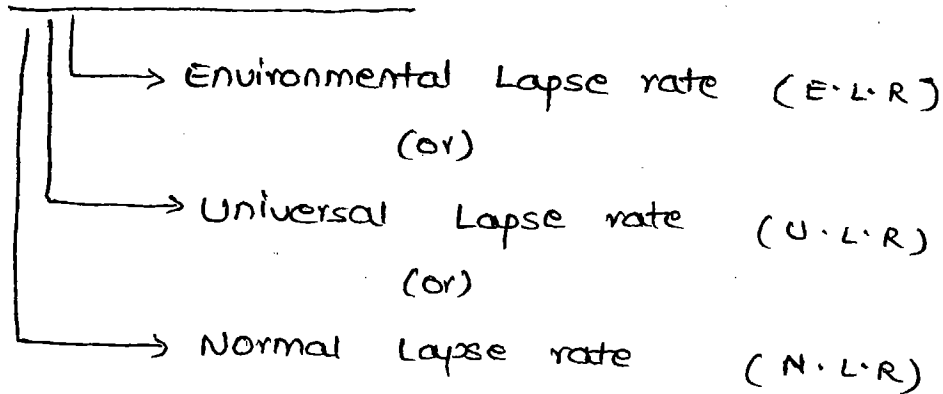 Environmental Lapse rate (E.L.R)
(or)
Universal Lapse rate (U.L.R)
(or)
Normal Lapse rate (N.L.R)